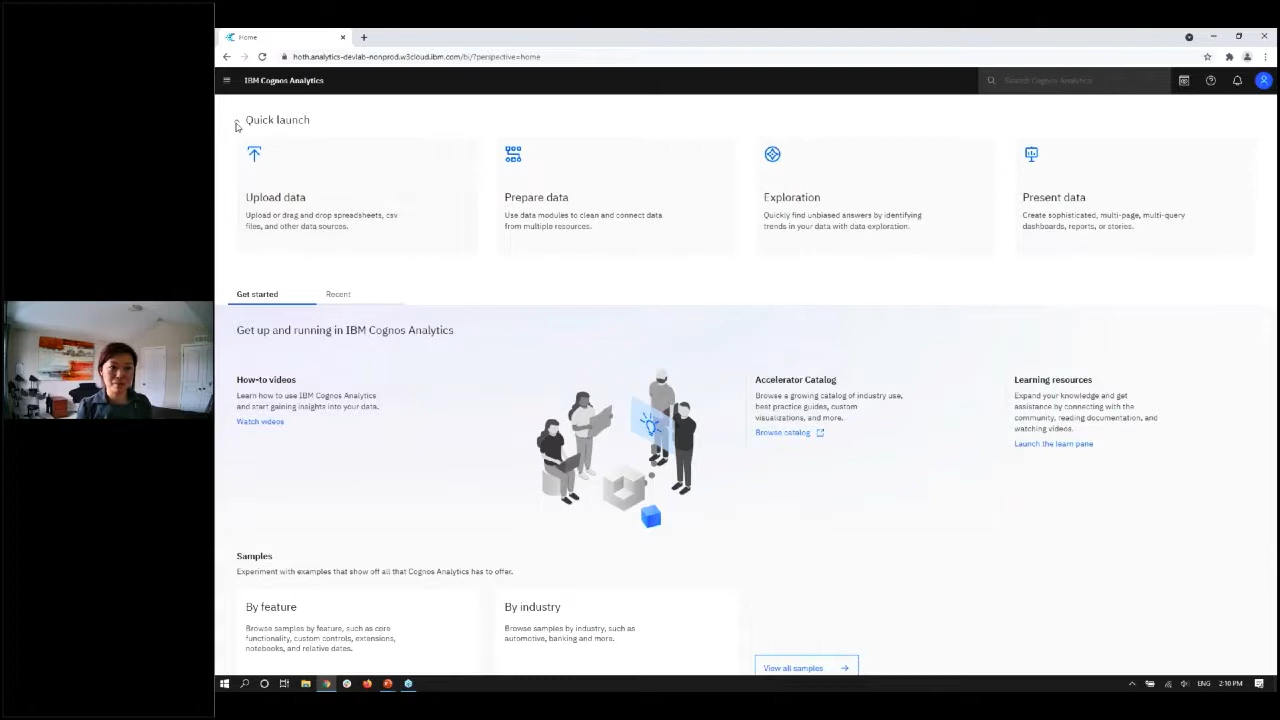 Home
hoth.analytics-devlab-nonprod.w3cloud.ibm.com/bi/?perspective=home
IBM Cognos Analytics
Search Cognos Analytics
Quick launch
Upload data
Upload or drag and drop spreadsheets, csv
files, and other data sources.
Prepare data
Use data modules to clean and connect data
from multiple resources.
Exploration
Quickly find unbiased answers by identifying
trends in your data with data exploration.
Present data
Create sophisticated, multi-page, multi-query
dashboards, reports, or stories.
Get started
Recent
Get up and running in IBM Cognos Analytics
How-to videos
Learn how to use IBM Cognos Analytics
and start gaining insights into your data.
Watch videos
Accelerator Catalog
Browse a growing catalog of industry use,
best practice guides, custom
visualizations, and more.
Browse catalog
Learning resources
Expand your knowledge and get
assistance by connecting with the
community, reading documentation, and
watching videos.
Launch the learn pane
Samples
Experiment with examples that show off all that Cognos Analytics has to offer.
By feature
Browse samples by feature, such as core
functionality, custom controls, extensions,
notebooks, and relative dates.
By industry
Browse samples by industry, such as
automotive, banking and more.
View all samples
ENG
2:10 PM